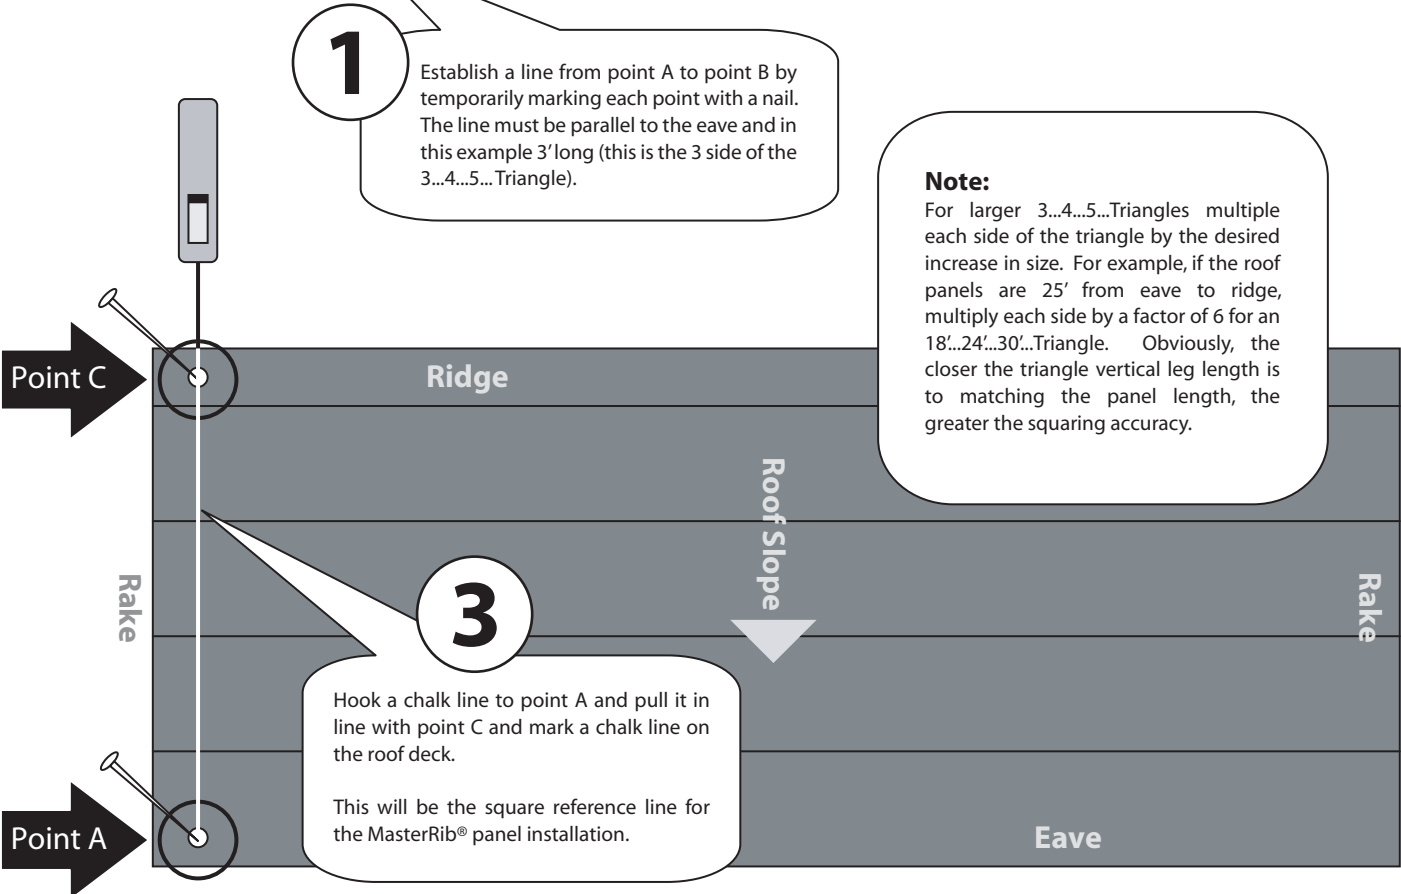 1
Establish a line from point A to point B by
temporarily marking each point with a nail.
The line must be parallel to the eave and in
this example 3' long (this is the 3 side of the
3...4...5... Triangle).
Note:
For larger 3...4...5...Triangles multiple
each side of the triangle by the desired
increase in size. For example, if the roof
panels are 25' from eave to ridge,
multiply each side by a factor of 6 for an
18'...24'...30'...Triangle. Obviously, the
closer the triangle vertical leg length is
to matching the panel length, the
greater the squaring accuracy.
Point C
Ridge
Roof Slope
Rake
Rake
3
Hook a chalk line to point A and pull it in
line with point C and mark a chalk line on
the roof deck.
This will be the square reference line for
the MasterRib® panel installation.
Point A
Eave